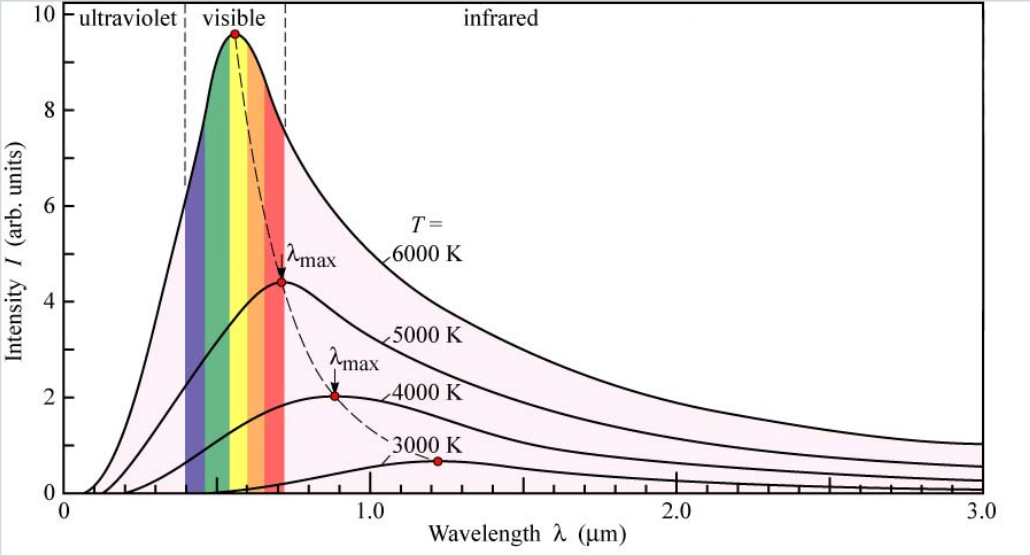 ultraviolet visible infrared
10
8
6
4
2
0
Intensity I (arb. units)
T =
6000 K
λmax
5000 K
λmax
4000 K
3000 K
0 1.0 2.0 3.0
Wavelength λ (μm)